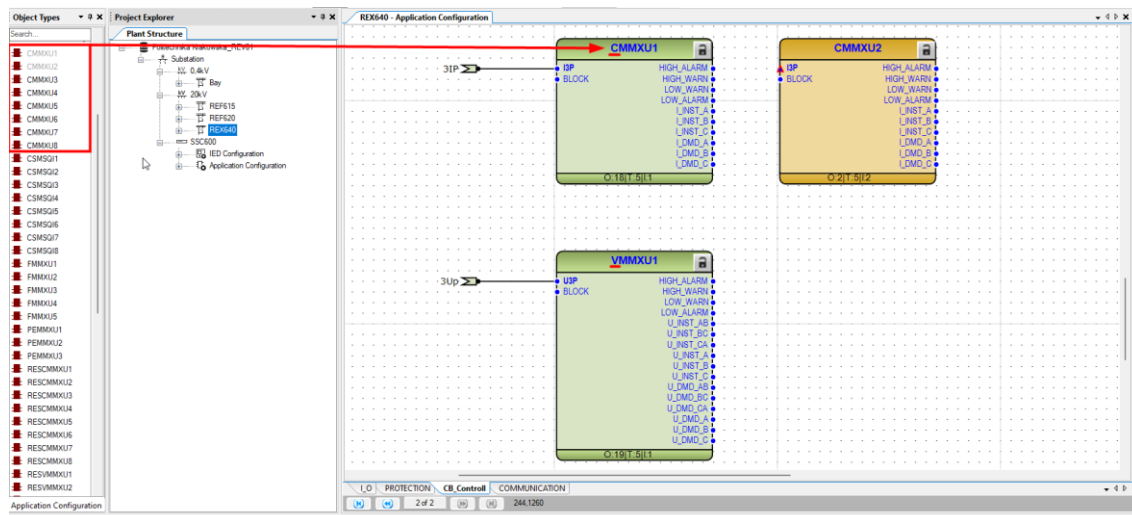 Object Types
Search...
CMMXU1
CMMXU2
CMMXU3
CMMXU4
CMMXU5
CMMXU6
CMMXU7
CMMXU8
CSMSQI1
CSMSQI2
CSMSQI3
CSMSQI4
CSMSQI5
CSMSQI6
CSMSQI7
CSMSQI8
FMMXU1
FMMXU2
FMMXU3
FMMXU4
FMMXU5
PEMMXU1
PEMMXU2
PEMMXU3
RESCMMXU1
RESCMMXU2
RESCMMXU3
RESCMMXU4
RESCMMXU5
RESCMMXU6
RESCMMXU7
RESCMMXU8
RESVMMXU1
RESVMMXU2
Application Configuration
Project Explorer
Plant Structure
Substation
0.4kV
Bay
20kV
REF615
REF620
REX640
SSC600
IED Configuration
Application Configuration
REX640 - Application Configuration
CMMXU1
3IP
I3P
BLOCK
HIGH_ALARM
HIGH_WARN
LOW_WARN
LOW_ALARM
I_INST_A
I_INST_B
I_INST_C
I_DMD_A
I_DMD_B
I_DMD_C
O:18|T:5|I:1
CMMXU2
I3P
BLOCK
HIGH_ALARM
HIGH_WARN
LOW_WARN
LOW_ALARM
I_INST_A
I_INST_B
I_INST_C
I_DMD_A
I_DMD_B
I_DMD_C
O:2|T:5|I:2
VMMXU1
3Up
U3P
BLOCK
HIGH_ALARM
HIGH_WARN
LOW_WARN
LOW_ALARM
U_INST_AB
U_INST_BC
U_INST_CA
U_INST_A
U_INST_B
U_INST_C
U_DMD_AB
U_DMD_BC
U_DMD_CA
U_DMD_A
U_DMD_B
U_DMD_C
O:19|T:5|I:1
I_O PROTECTION CB_Controll COMMUNICATION
2 of 2 244,1260